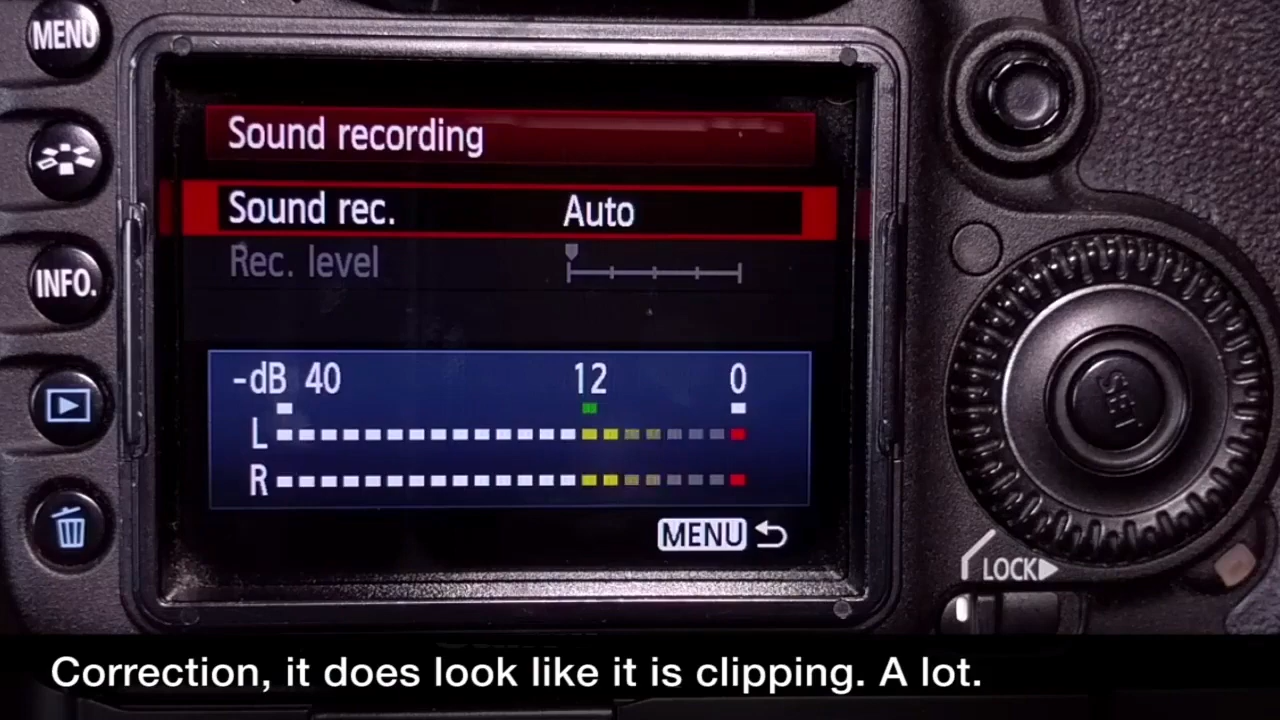 MENU
Sound recording
Sound rec. Auto
Rec. level
INFO.
-dB 40 12 0
L
R
MENU
SET
LOCK
Correction, it does look like it is clipping. A lot.